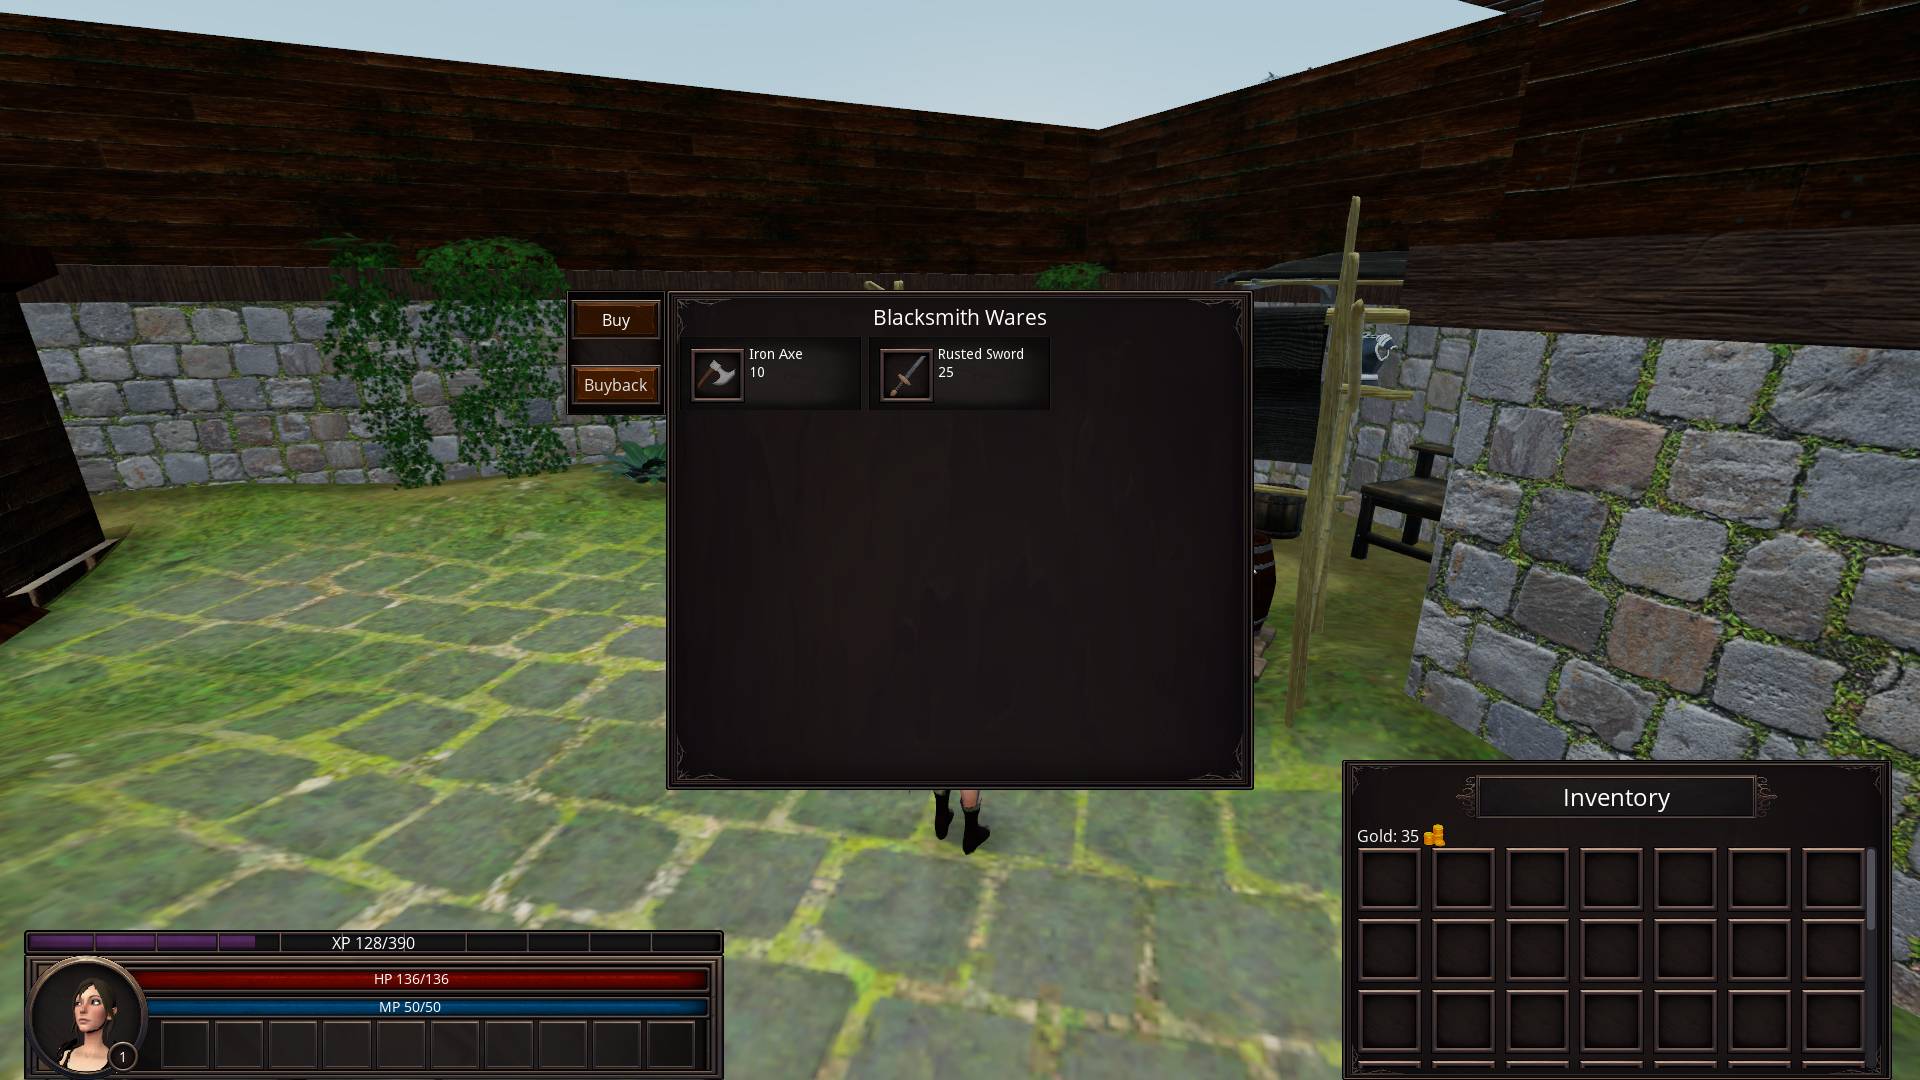 Buy
Buyback
Blacksmith Wares
Iron Axe
10
Rusted Sword
25
Inventory
Gold: 35
XP 128/390
HP 136/136
MP 50/50
1